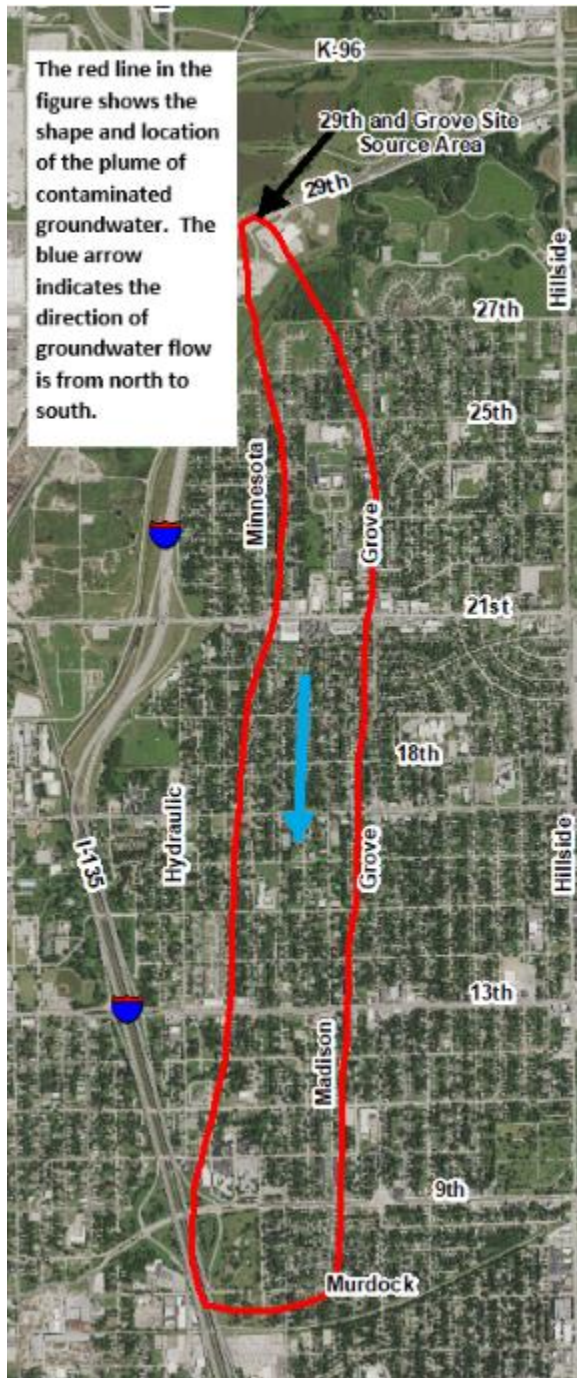 K-96
The red line in the
figure shows the
shape and location
of the plume of
contaminated
groundwater.  The
blue arrow
indicates the
direction of
groundwater flow
is from north to
south.
29th and Grove Site
Source Area
29th
Hillside
27th
25th
Minnesota
Grove
21st
18th
Hydraulic
Grove
I-135
Hillside
13th
Madison
9th
Murdock